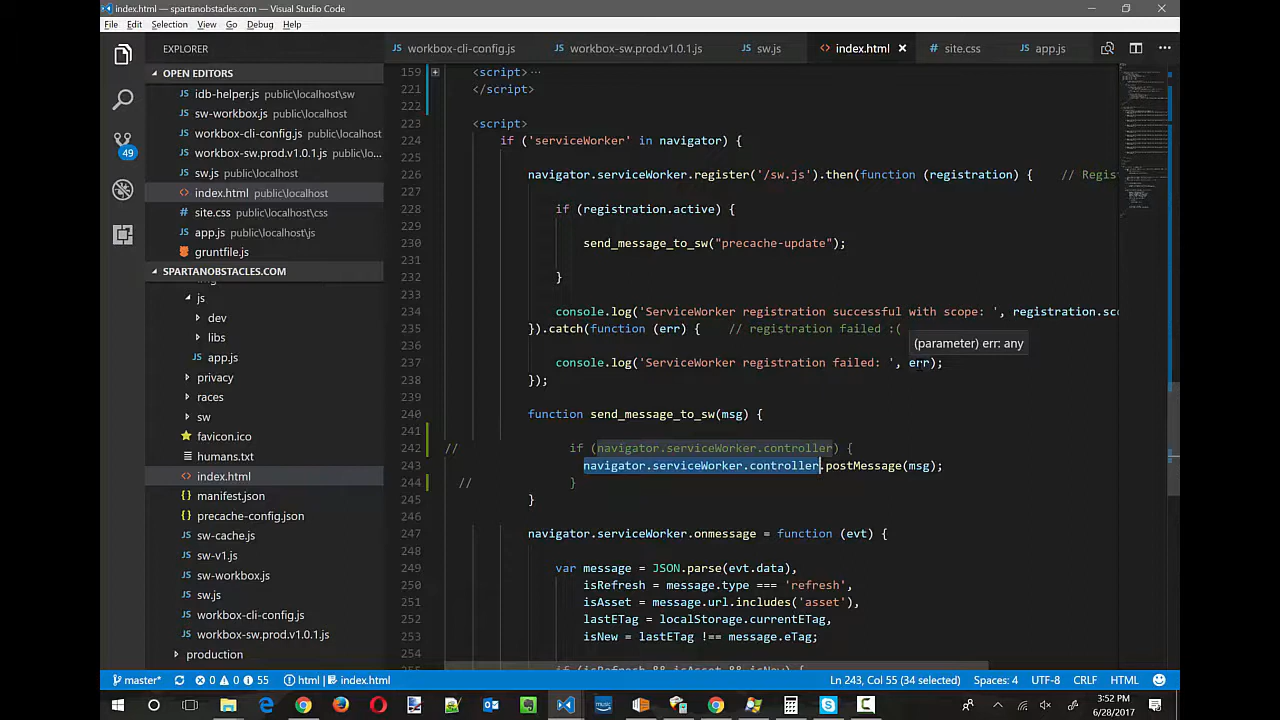 index.html — spartanobstacles.com — Visual Studio Code
File Edit Selection View Go Debug Help
EXPLORER
OPEN EDITORS
idb-helper.js public\localhost\sw
sw-workbox.js public\localhost
workbox-cli-config.js public\localhost
workbox-sw.prod.v1.0.1.js public\lo...
sw.js public\localhost
index.html public\localhost
site.css public\localhost\css
app.js public\localhost\js
gruntfile.js
49
SPARTANOBSTACLES.COM
js
dev
libs
app.js
privacy
races
sw
favicon.ico
humans.txt
index.html
manifest.json
precache-config.json
sw-cache.js
sw-v1.js
sw-workbox.js
sw.js
workbox-cli-config.js
workbox-sw.prod.v1.0.1.js
production
workbox-cli-config.js workbox-sw.prod.v1.0.1.js sw.js index.html site.css app.js
159 <script> ...
221 </script>
222
223 <script>
224 if ('serviceWorker' in navigator) {
225
226 navigator.serviceWorker.register('/sw.js').then(function (registration) { // Regis
227
228 if (registration.active) {
229
230 send_message_to_sw("precache-update");
231
232 }
233
234 console.log('ServiceWorker registration successful with scope: ', registration.sco
235 }).catch(function (err) { // registration failed :(
(parameter) err: any
236
237 console.log('ServiceWorker registration failed: ', err);
238 });
239
240 function send_message_to_sw(msg) {
241
242 // if (navigator.serviceWorker.controller) {
243 navigator.serviceWorker.controller.postMessage(msg);
244 // }
245 }
246
247 navigator.serviceWorker.onmessage = function (evt) {
248
249 var message = JSON.parse(evt.data),
250 isRefresh = message.type === 'refresh',
251 isAsset = message.url.includes('asset'),
252 lastETag = localStorage.currentETag,
253 isNew = lastETag !== message.eTag;
254
255 if (isRefresh && isAsset && isNew) {
master* 0 0 55 html index.html Ln 243, Col 55 (34 selected) Spaces: 4 UTF-8 CRLF HTML
3:52 PM
6/28/2017